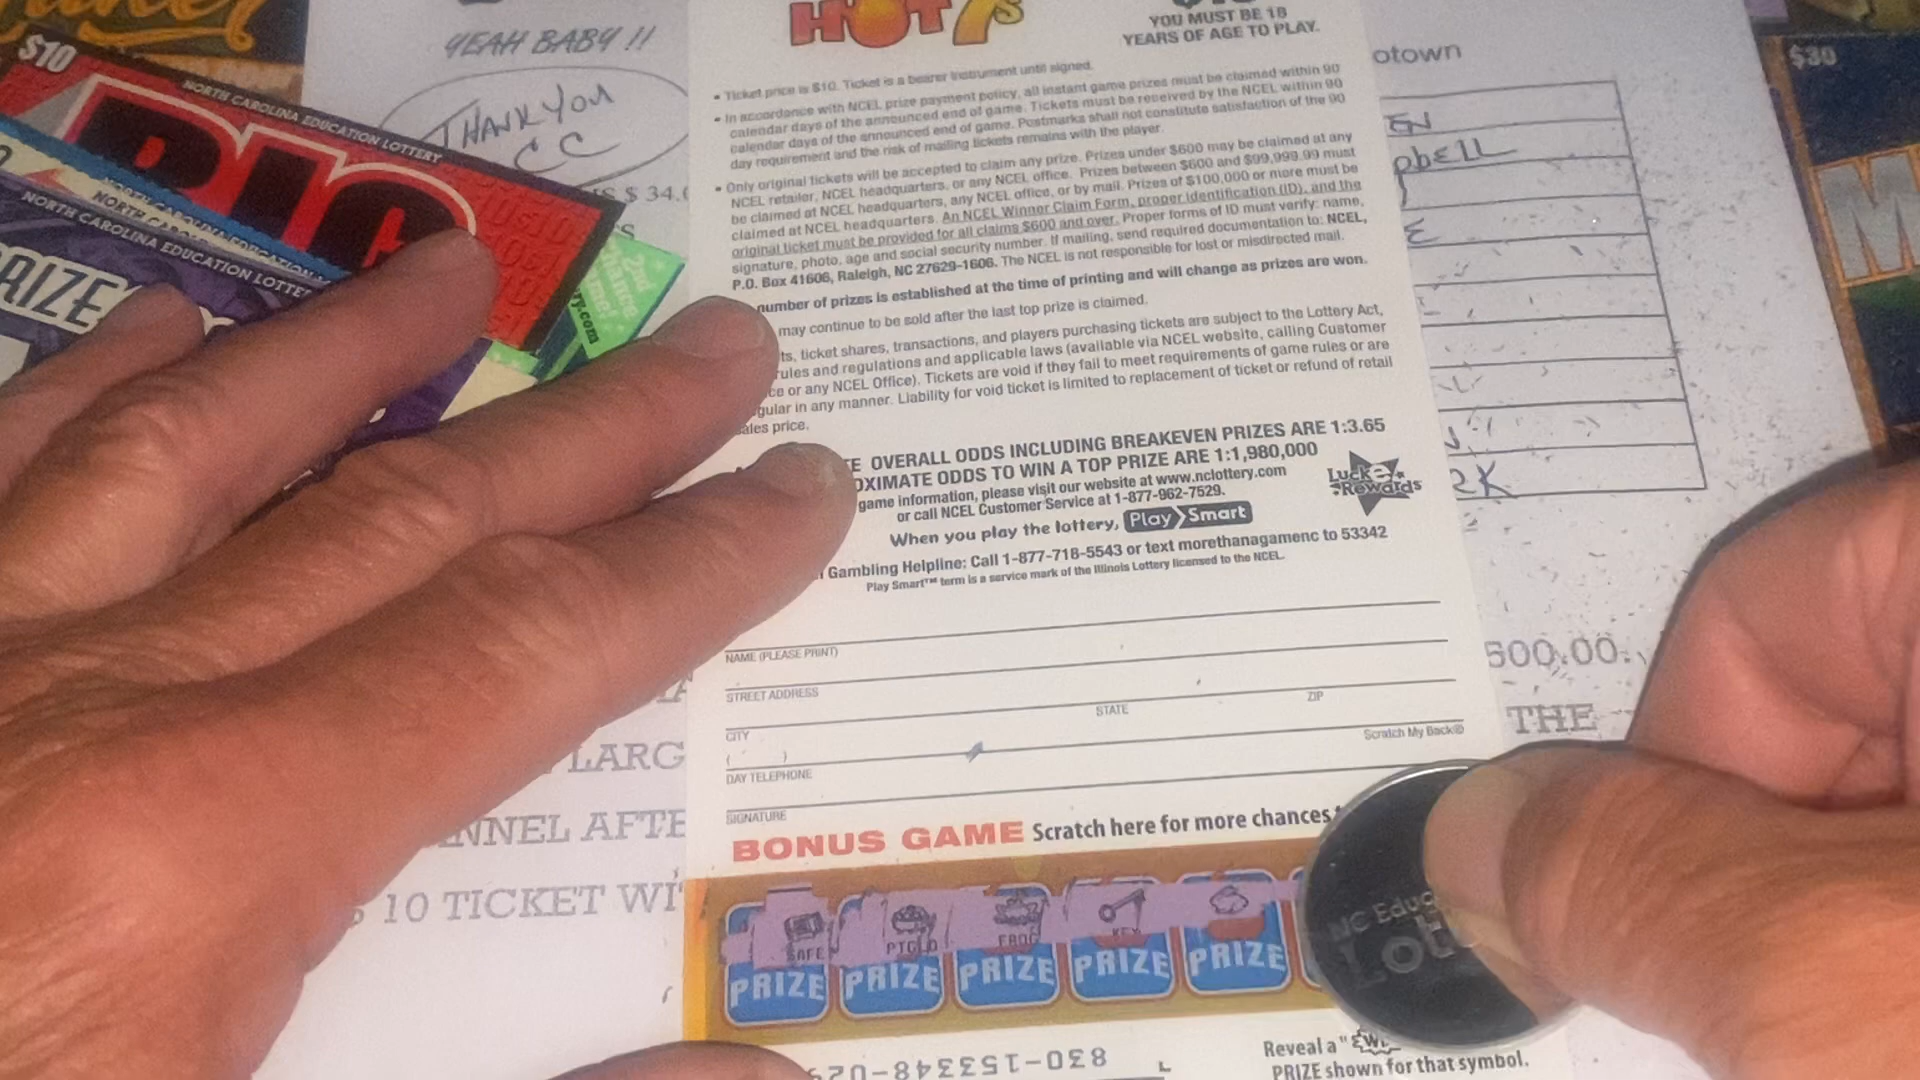 $10
YEAH BABY !!
THANK YOU
CC
NORTH CAROLINA EDUCATION LOTTERY
BIG
NORTH CAROLINA EDUCATION LOTTE
RIZE
2nd
Chance
$ 34.
HOT 7s
YOU MUST BE 18
YEARS OF AGE TO PLAY.
• Ticket price is $10. Ticket is a bearer instrument until signed.
• In accordance with NCEL prize payment policy, all instant game prizes must be claimed within 90
calendar days of the announced end of game. Tickets must be received by the NCEL within 90
calendar days of the announced end of game. Postmarks shall not constitute satisfaction of the 90
day requirement and the risk of mailing tickets remains with the player.
• Only original tickets will be accepted to claim any prize. Prizes under $600 may be claimed at any
NCEL retailer, NCEL headquarters, or any NCEL office. Prizes between $600 and $99,999.99 must
be claimed at NCEL headquarters, any NCEL office, or by mail. Prizes of $100,000 or more must be
claimed at NCEL headquarters. An NCEL Winner Claim Form, proper identification (ID), and the
original ticket must be provided for all claims $600 and over. Proper forms of ID must verify: name,
signature, photo, age and social security number. If mailing, send required documentation to: NCEL,
P.O. Box 41606, Raleigh, NC 27629-1606. The NCEL is not responsible for lost or misdirected mail.
number of prizes is established at the time of printing and will change as prizes are won.
may continue to be sold after the last top prize is claimed.
ts, ticket shares, transactions, and players purchasing tickets are subject to the Lottery Act,
rules and regulations and applicable laws (available via NCEL website, calling Customer
ce or any NCEL Office). Tickets are void if they fail to meet requirements of game rules or are
gular in any manner. Liability for void ticket is limited to replacement of ticket or refund of retail
ales price.
E OVERALL ODDS INCLUDING BREAKEVEN PRIZES ARE 1:3.65
OXIMATE ODDS TO WIN A TOP PRIZE ARE 1:1,980,000
game information, please visit our website at www.nclottery.com
or call NCEL Customer Service at 1-877-962-7529.
When you play the lottery, Play Smart
Lucke
Rewards
Gambling Helpline: Call 1-877-718-5543 or text morethanagamenc to 53342
Play Smart™ term is a service mark of the Illinois Lottery licensed to the NCEL.
NAME (PLEASE PRINT)
STREET ADDRESS
CITY STATE ZIP
( )
DAY TELEPHONE
Scratch My Back®
SIGNATURE
BONUS GAME Scratch here for more chances
SAFE PTGLD FROG KEY
PRIZE PRIZE PRIZE PRIZE PRIZE
NC Educ
Lot
830-153348-02
Reveal a "
PRIZE shown for that symbol.
otown
EN
pbELL
E
RK
500.00.
THE
LARG
NNEL AFTE
10 TICKET WI
$30
M